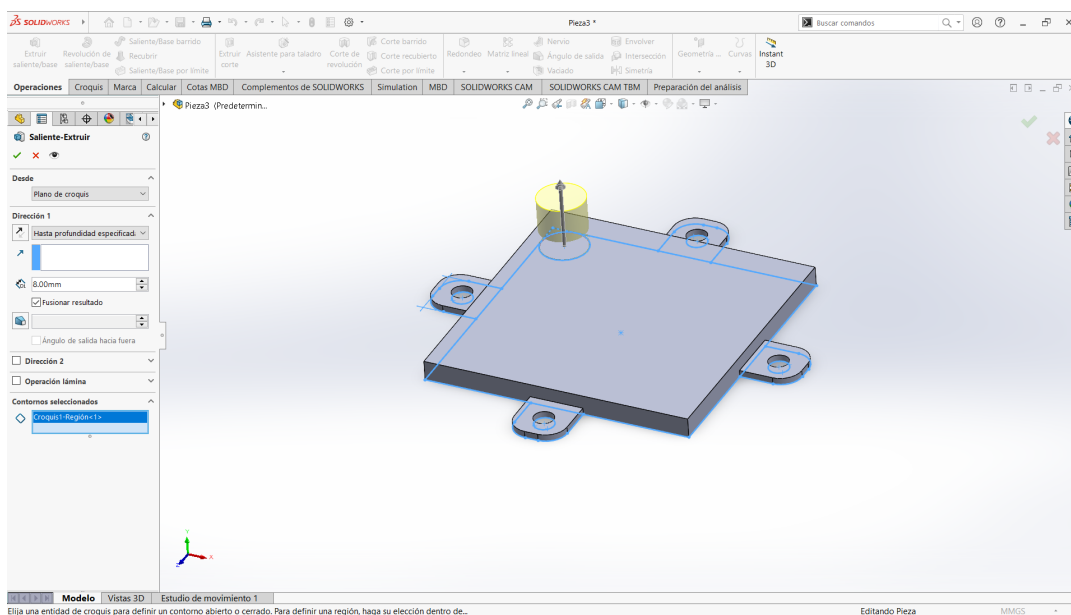 SOLIDWORKS
Pieza3 *
Buscar comandos
Extruir saliente/base
Revolución de saliente/base
Saliente/Base barrido
Recubrir
Saliente/Base por límite
Extruir corte
Asistente para taladro
Corte de revolución
Corte barrido
Corte recubierto
Corte por límite
Redondeo
Matriz lineal
Nervio
Ángulo de salida
Vaciado
Envolver
Intersección
Simetría
Geometría ...
Curvas
Instant 3D
Operaciones Croquis Marca Calcular Cotas MBD Complementos de SOLIDWORKS Simulation MBD SOLIDWORKS CAM SOLIDWORKS CAM TBM Preparación del análisis
Pieza3 (Predetermin...
Saliente-Extruir
Desde
Plano de croquis
Dirección 1
Hasta profundidad especificad
8.00mm
Fusionar resultado
Ángulo de salida hacia fuera
Dirección 2
Operación lámina
Contornos seleccionados
Croquis1-Región<1>
Y
X
Z
Modelo Vistas 3D Estudio de movimiento 1
Elija una entidad de croquis para definir un contorno abierto o cerrado. Para definir una región, haga su elección dentro de...
Editando Pieza
MMGS